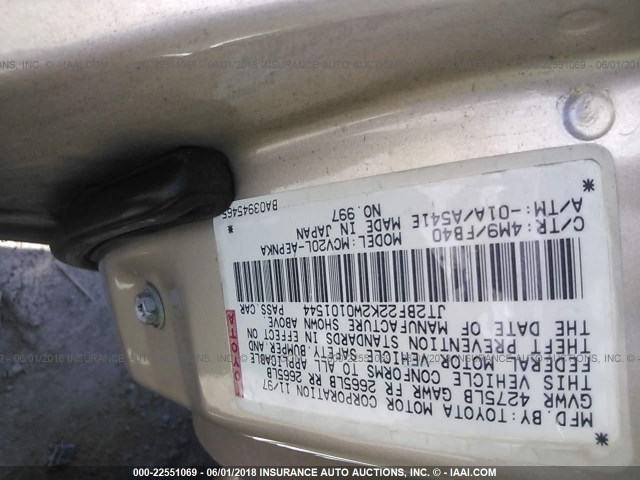 MFD. BY: TOYOTA MOTOR CORPORATION 11/97
GVWR 4275LB GAWR FR 2665LB RR 2665LB
THIS VEHICLE CONFORMS TO ALL APPLICABLE
FEDERAL MOTOR VEHICLE SAFETY BUMPER AND
THEFT PREVENTION STANDARDS IN EFFECT ON
THE DATE OF MANUFACTURE SHOWN ABOVE
JT2BF22K2W0101544 PASS CAR
MODEL: MCV20L-AEPNKA
C/TR: 4M9/FB40 MADE IN JAPAN
A/TM: -01A/A541E NO. 997
BA03945465
000-22551069 - 06/01/2018 INSURANCE AUTO AUCTIONS, INC. - © IAAI.COM